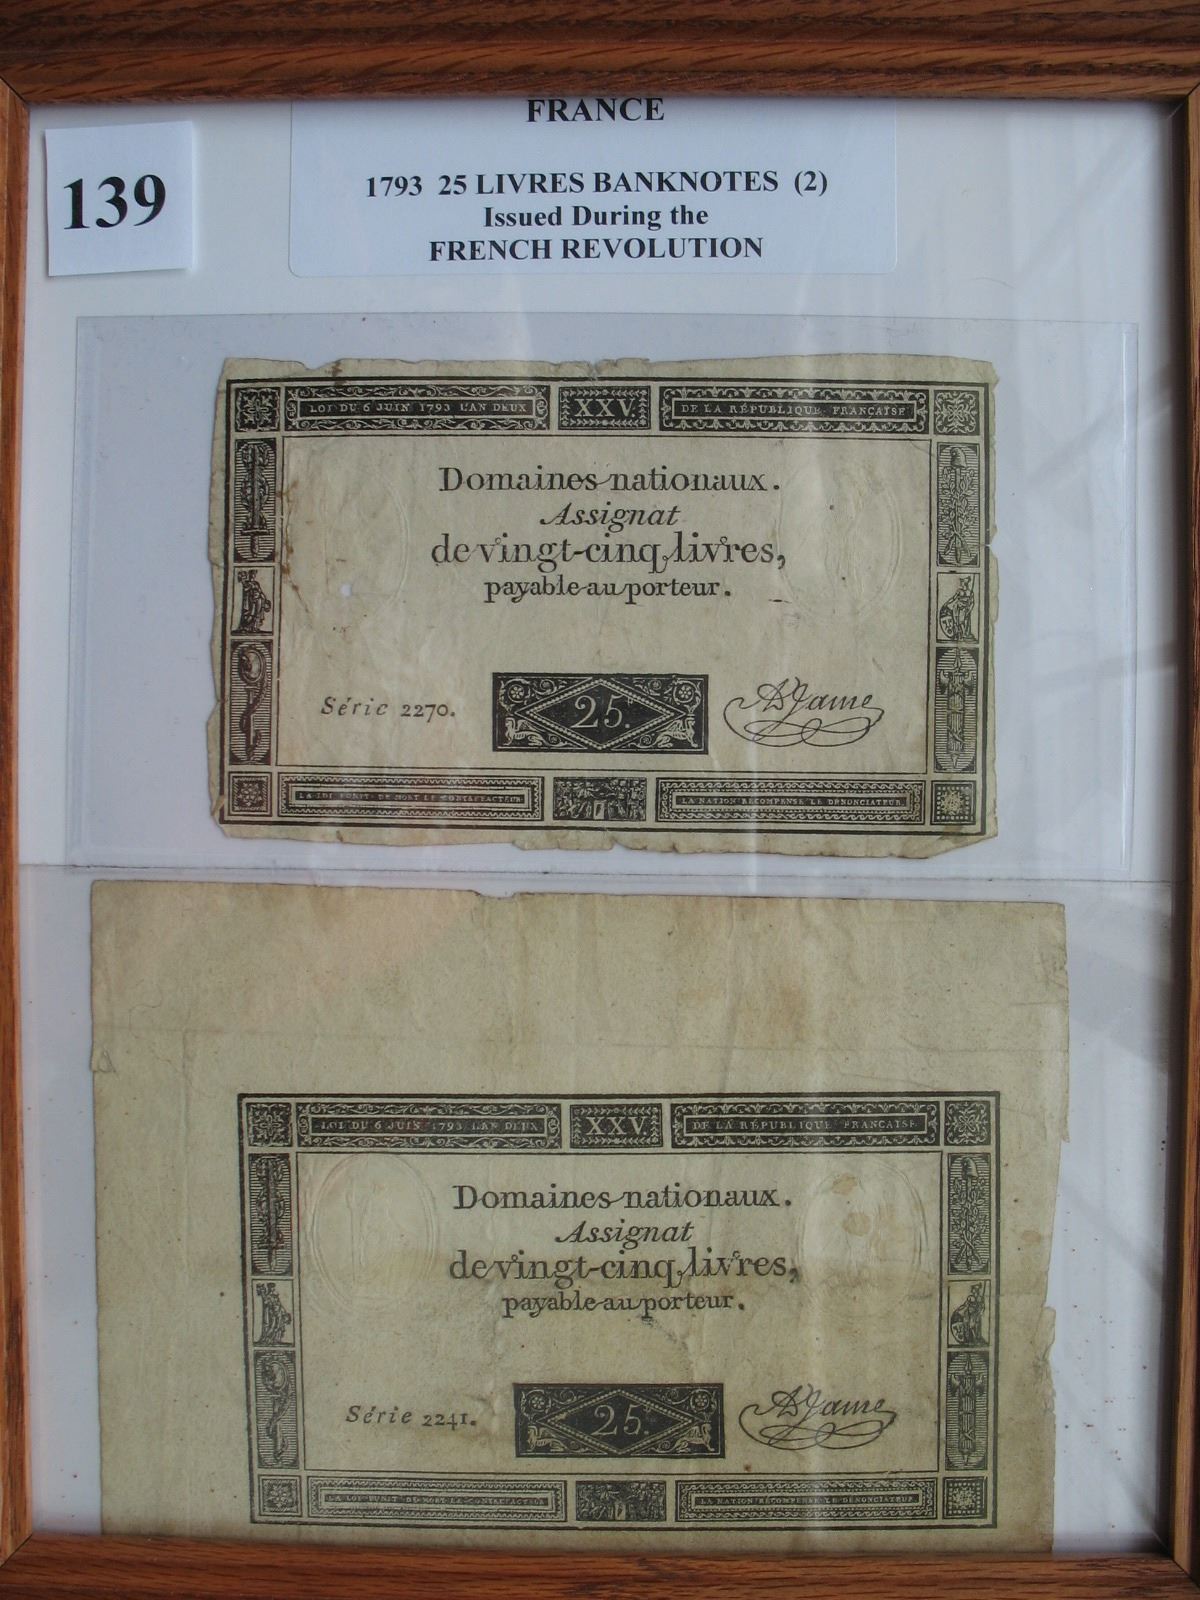 FRANCE
139
1793 25 LIVRES BANKNOTES (2)
Issued During the
FRENCH REVOLUTION
LOI DU 6 JUIN 1793 L'AN DEUX
XXV.
DE LA RÉPUBLIQUE FRANÇAISE
Domaines nationaux.
Assignat
de vingt-cinq livres,
payable au porteur.
Série 2270.
25.
A Jame
LA LOI PUNIT DE MORT LE CONTREFACTEUR
LA NATION RÉCOMPENSE LE DÉNONCIATEUR
LOI DU 6 JUIN 1793 L'AN DEUX
XXV.
DE LA RÉPUBLIQUE FRANÇAISE
Domaines nationaux.
Assignat
de vingt-cinq livres,
payable au porteur.
Série 2241.
25.
A Jame
LA LOI PUNIT DE MORT LE CONTREFACTEUR
LA NATION RÉCOMPENSE LE DÉNONCIATEUR